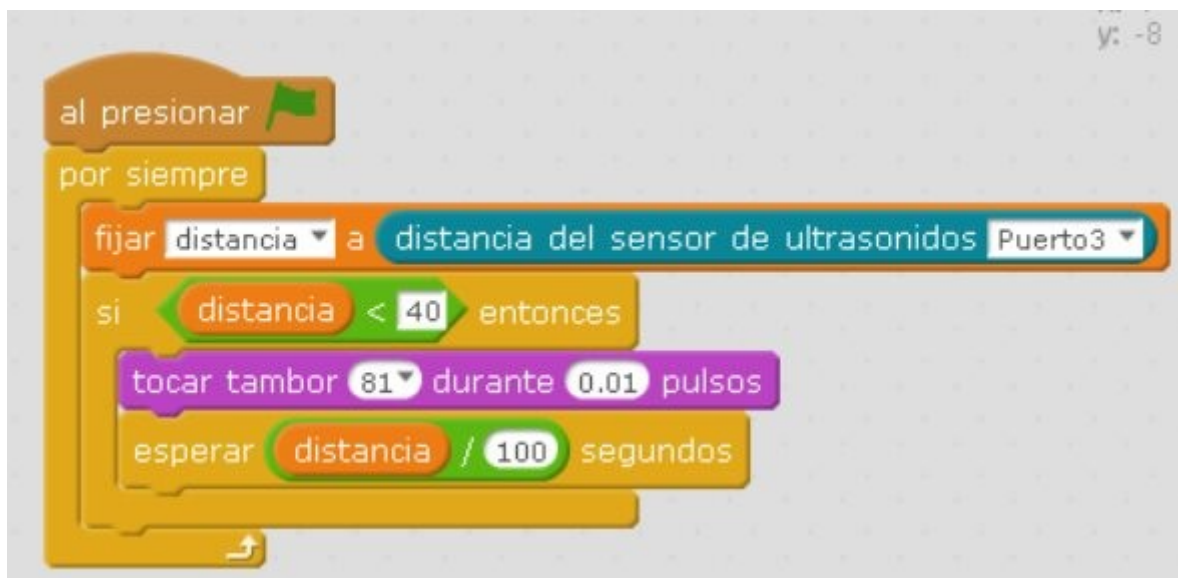 y: -8
al presionar
por siempre
fijar distancia a distancia del sensor de ultrasonidos Puerto3
si distancia < 40 entonces
tocar tambor 81 durante 0.01 pulsos
esperar distancia / 100 segundos